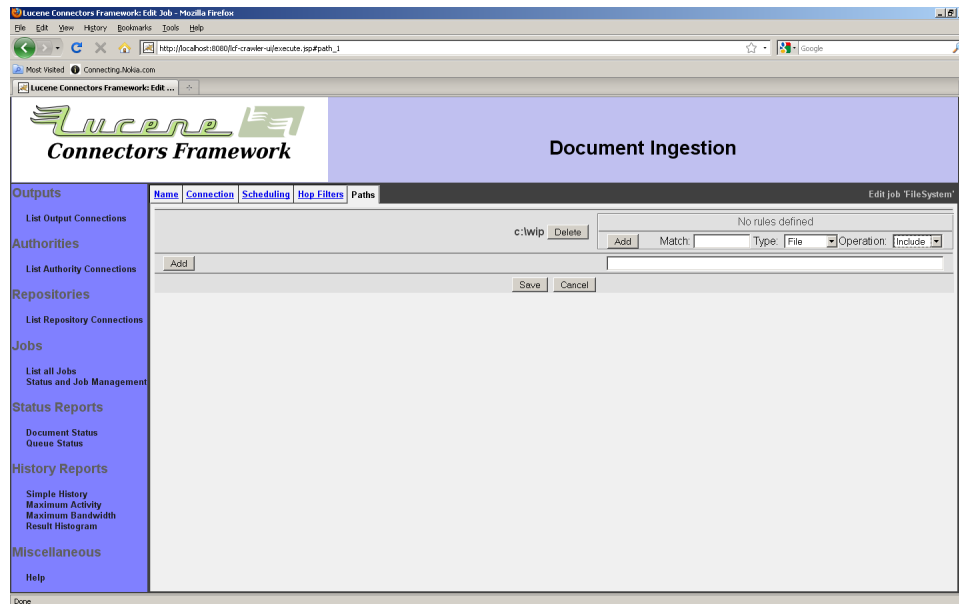 Lucene Connectors Framework: Edit Job - Mozilla Firefox
File Edit View History Bookmarks Tools Help
http://localhost:8080/lcf-crawler-ui/execute.jsp#path_1
Google
Most Visited Connecting.Nokia.com
Lucene Connectors Framework: Edit ...
Lucene
Connectors Framework
Document Ingestion
Name Connection Scheduling Hop Filters Paths Edit job 'FileSystem'
Outputs
List Output Connections
Authorities
List Authority Connections
Repositories
List Repository Connections
Jobs
List all Jobs
Status and Job Management
Status Reports
Document Status
Queue Status
History Reports
Simple History
Maximum Activity
Maximum Bandwidth
Result Histogram
Miscellaneous
Help
c:\wip Delete
No rules defined
Add Match: Type: File Operation: Include
Add
Save Cancel
Done